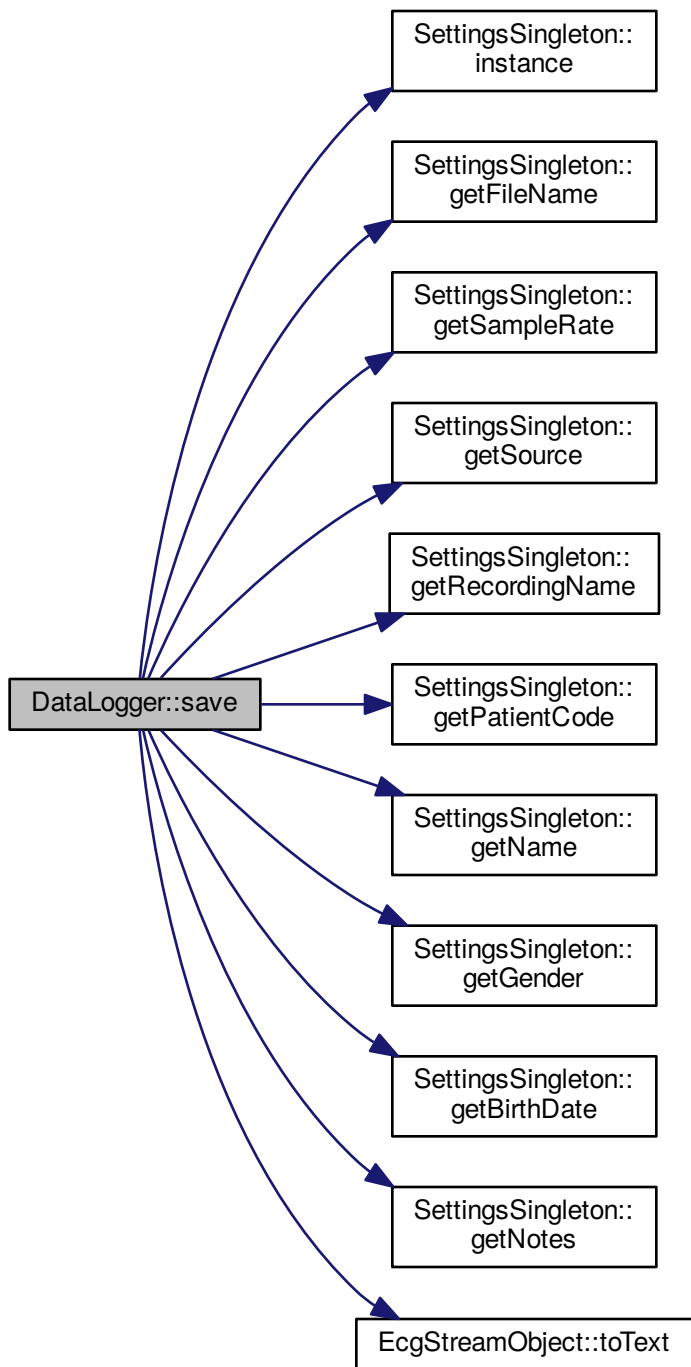 SettingsSingleton::
instance
SettingsSingleton::
getFileName
SettingsSingleton::
getSampleRate
SettingsSingleton::
getSource
SettingsSingleton::
getRecordingName
DataLogger::save
SettingsSingleton::
getPatientCode
SettingsSingleton::
getName
SettingsSingleton::
getGender
SettingsSingleton::
getBirthDate
SettingsSingleton::
getNotes
EcgStreamObject::toText